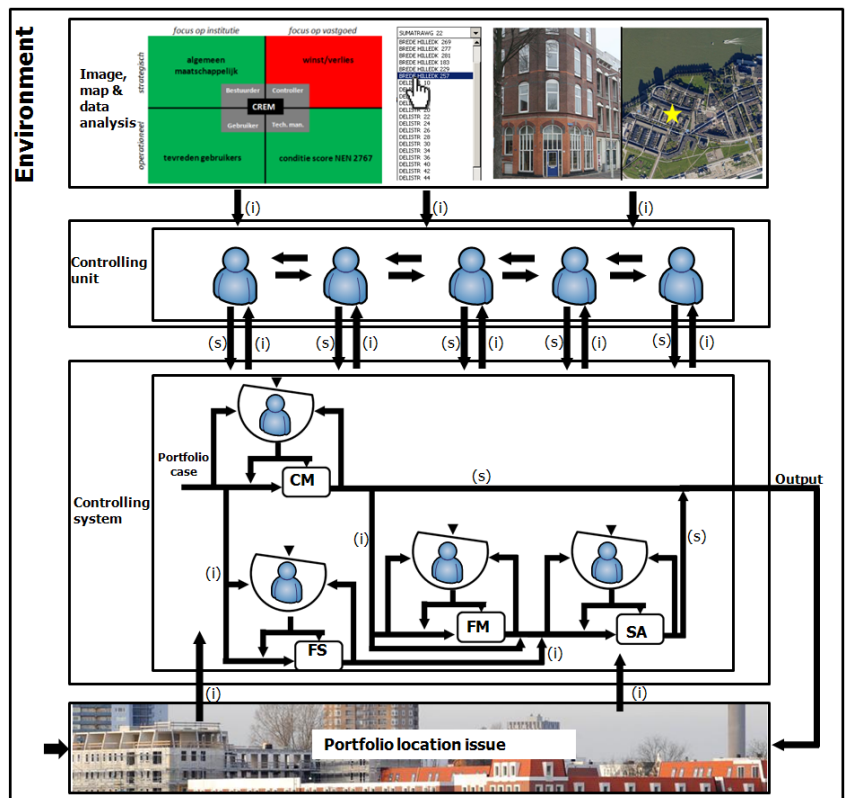 Environment
Image,
map &
data
analysis
focus op institutie
focus op vastgoed
strategisch
operationeel
algemeen
maatschappelijk
winst/verlies
Bestuurder
Controller
CREM
Gebruiker
Tech. man.
tevreden gebruikers
conditie score NEN 2767
SUMATRAWG 22
BREDE HILLEDK 269
BREDE HILLEDK 277
BREDE HILLEDK 281
BREDE HILLEDK 183
BREDE HILLEDK 229
BREDE HILLEDK 257
DELISTR 10
DELISTR 20
DELISTR 22
DELISTR 24
DELISTR 26
DELISTR 28
DELISTR 30
DELISTR 34
DELISTR 36
DELISTR 40
DELISTR 42
DELISTR 44
(i)
(i)
(i)
Controlling
unit
(s)
(i)
(s)
(i)
(s)
(i)
(s)
(i)
(s)
(i)
Controlling
system
Portfolio
case
CM
(s)
Output
(i)
(i)
(s)
FS
FM
SA
(i)
(i)
(i)
Portfolio location issue